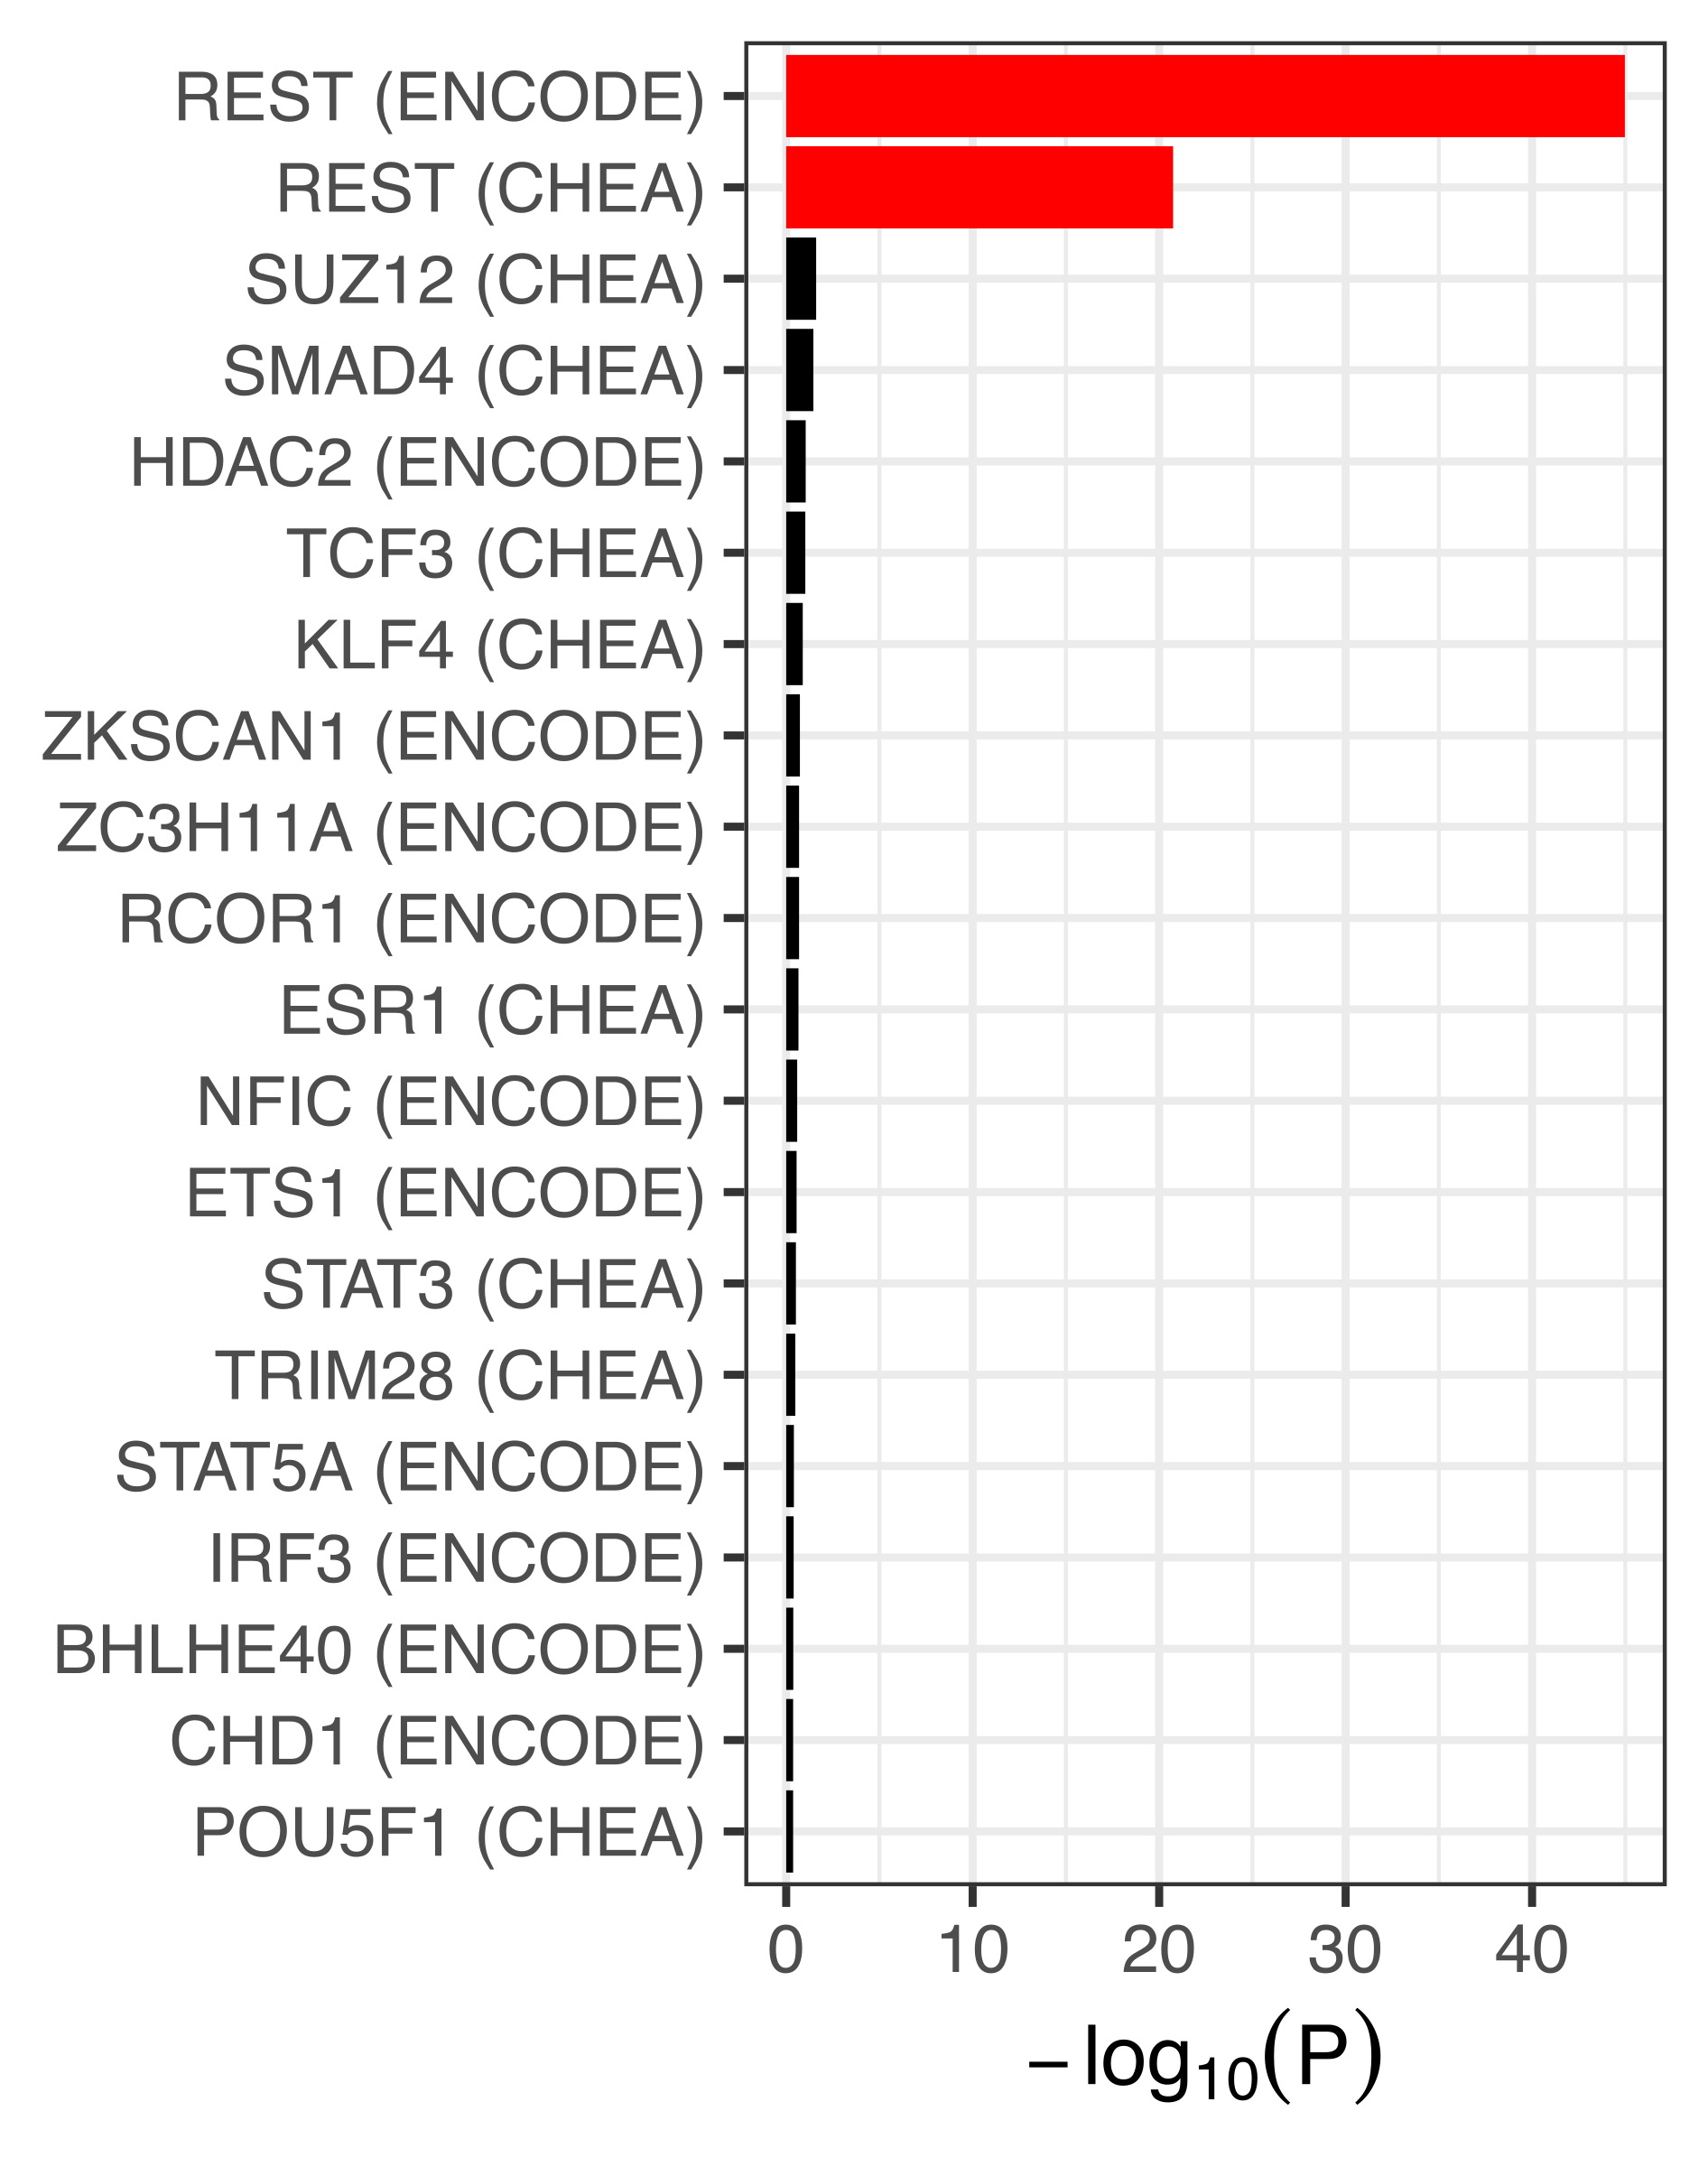 REST (ENCODE)
REST (CHEA)
SUZ12 (CHEA)
SMAD4 (CHEA)
HDAC2 (ENCODE)
TCF3 (CHEA)
KLF4 (CHEA)
ZKSCAN1 (ENCODE)
ZC3H11A (ENCODE)
RCOR1 (ENCODE)
ESR1 (CHEA)
NFIC (ENCODE)
ETS1 (ENCODE)
STAT3 (CHEA)
TRIM28 (CHEA)
STAT5A (ENCODE)
IRF3 (ENCODE)
BHLHE40 (ENCODE)
CHD1 (ENCODE)
POU5F1 (CHEA)
0 10 20 30 40
−log₁₀(P)